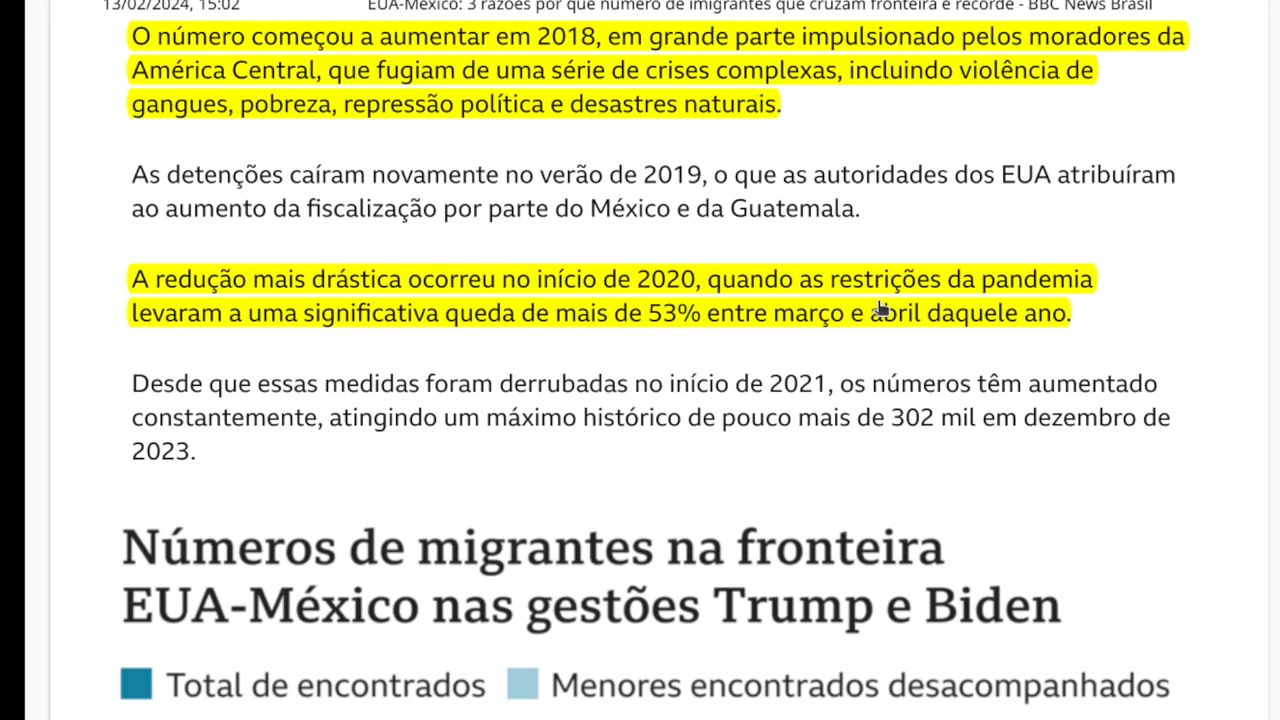 13/02/2024, 15:02 EUA-México: 3 razões por que número de imigrantes que cruzam fronteira é recorde - BBC News Brasil
O número começou a aumentar em 2018, em grande parte impulsionado pelos moradores da
América Central, que fugiam de uma série de crises complexas, incluindo violência de
gangues, pobreza, repressão política e desastres naturais.
As detenções caíram novamente no verão de 2019, o que as autoridades dos EUA atribuíram
ao aumento da fiscalização por parte do México e da Guatemala.
A redução mais drástica ocorreu no início de 2020, quando as restrições da pandemia
levaram a uma significativa queda de mais de 53% entre março e abril daquele ano.
Desde que essas medidas foram derrubadas no início de 2021, os números têm aumentado
constantemente, atingindo um máximo histórico de pouco mais de 302 mil em dezembro de
2023.
Números de migrantes na fronteira
EUA-México nas gestões Trump e Biden
Total de encontrados Menores encontrados desacompanhados